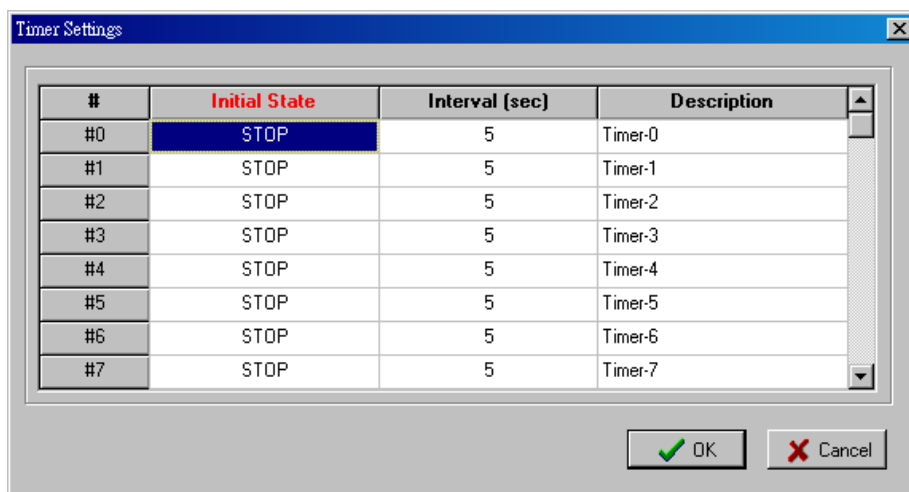 Timer Settings
# Initial State Interval (sec) Description
#0 STOP 5 Timer-0
#1 STOP 5 Timer-1
#2 STOP 5 Timer-2
#3 STOP 5 Timer-3
#4 STOP 5 Timer-4
#5 STOP 5 Timer-5
#6 STOP 5 Timer-6
#7 STOP 5 Timer-7
OK Cancel